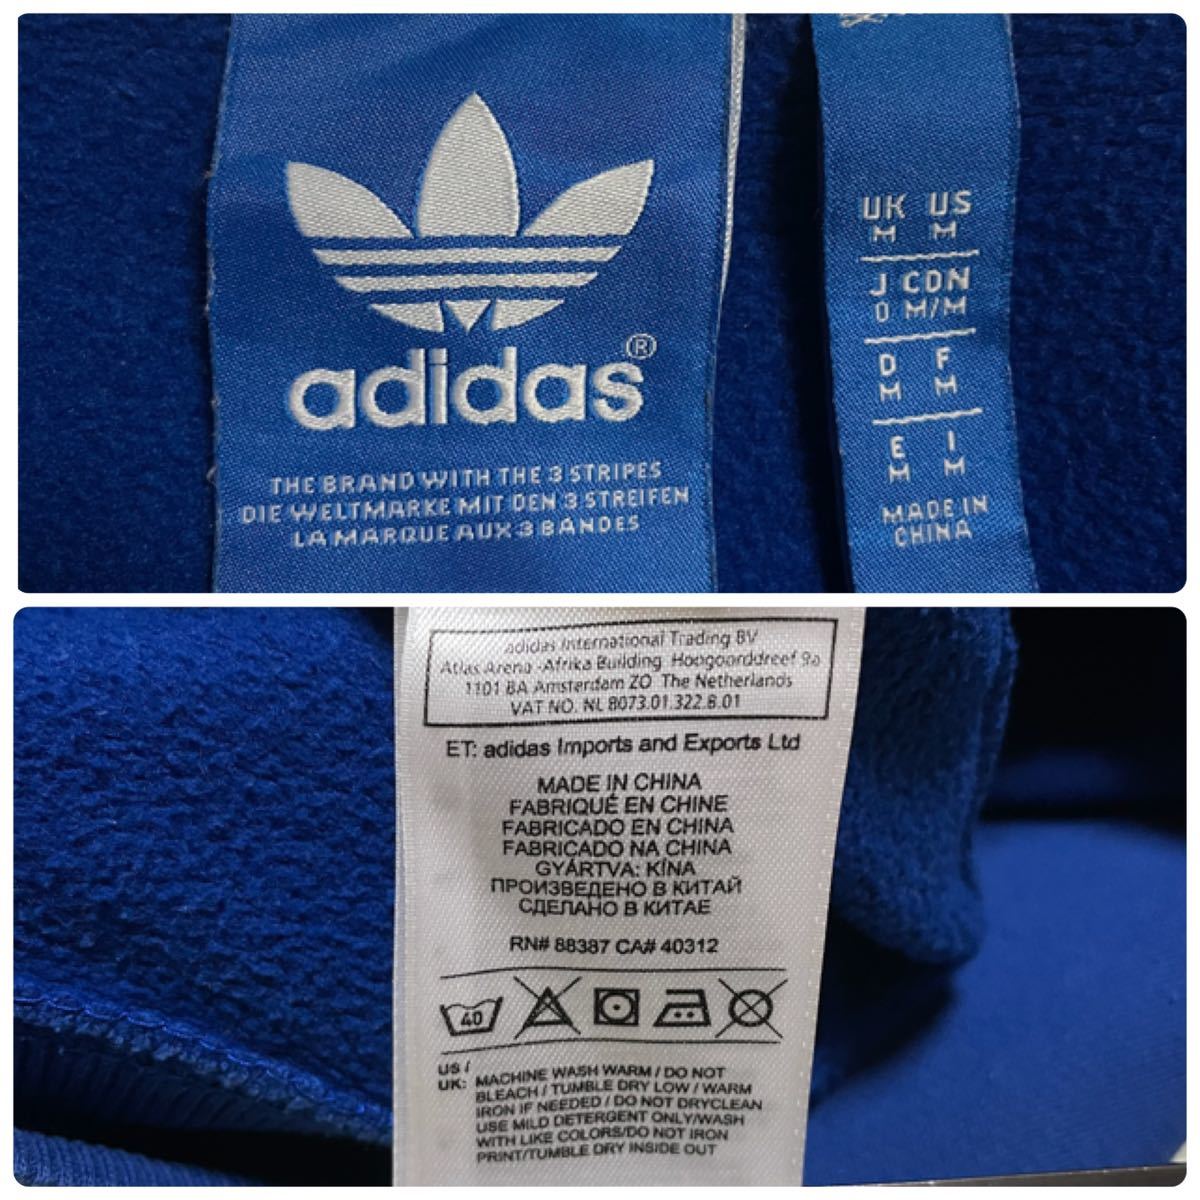 adidas®
THE BRAND WITH THE 3 STRIPES
DIE WELTMARKE MIT DEN 3 STREIFEN
LA MARQUE AUX 3 BANDES
UK US
M M
J CDN
O M/M
D F
M M
E I
M M
MADE IN
CHINA
adidas International Trading BV
Atlas Arena -Afrika Building Hoogoorddreef 9a
1101 BA Amsterdam ZO The Netherlands
VAT NO. NL 8073.01.322.B.01
ET: adidas Imports and Exports Ltd
MADE IN CHINA
FABRIQUÉ EN CHINE
FABRICADO EN CHINA
FABRICADO NA CHINA
GYÁRTVA: KÍNA
ПРОИЗВЕДЕНО В КИТАЙ
СДЕЛАНО В КИТАЕ
RN# 88387 CA# 40312
40
US /
UK: MACHINE WASH WARM / DO NOT
BLEACH / TUMBLE DRY LOW / WARM
IRON IF NEEDED / DO NOT DRYCLEAN
USE MILD DETERGENT ONLY/WASH
WITH LIKE COLORS/DO NOT IRON
PRINT/TUMBLE DRY INSIDE OUT